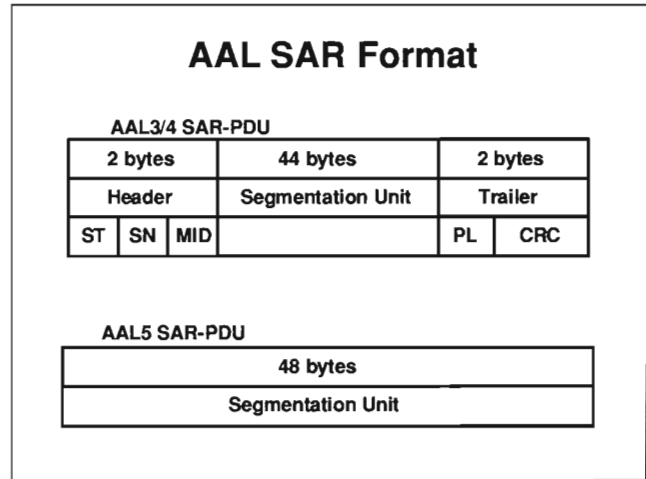 AAL SAR Format
AAL3/4 SAR-PDU
2 bytes 44 bytes 2 bytes
Header Segmentation Unit Trailer
ST SN MID PL CRC
AAL5 SAR-PDU
48 bytes
Segmentation Unit